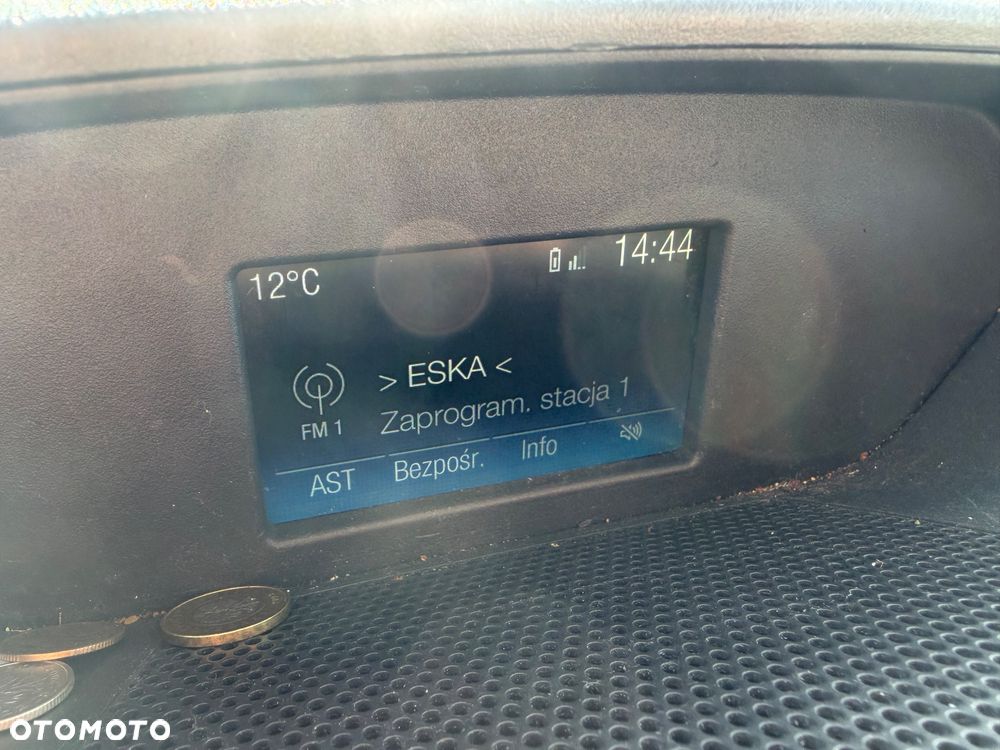 12°C 14:44
> ESKA <
FM 1 Zaprogram. stacja 1
AST Bezpośr. Info
OTOMOTO